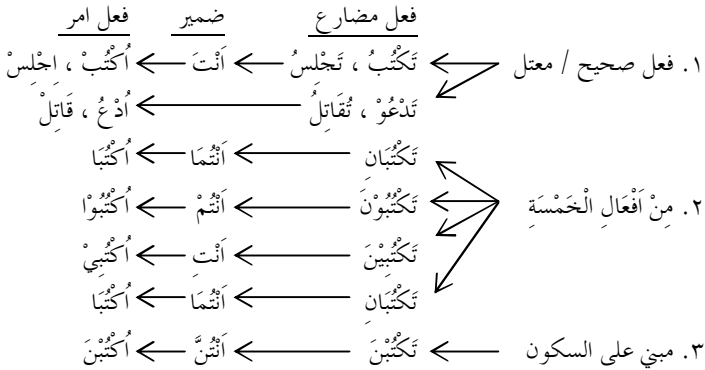 فعل مضارع ضمير فعل امر
١. فعل صحيح / معتل تَكْتُبُ ، تَجْلِسُ اَنْتَ اُكْتُبْ ، اِجْلِسْ
تَدْعُوْ ، تُقَاتِلُ اُدْعُ ، قَاتِلْ
تَكْتُبَانِ اَنْتُمَا اُكْتُبَا
٢. مِنْ اَفْعَالِ الْخَمْسَةِ تَكْتُبُوْنَ اَنْتُمْ اُكْتُبُوْا
تَكْتُبِيْنَ اَنْتِ اُكْتُبِيْ
تَكْتُبَانِ اَنْتُمَا اُكْتُبَا
٣. مبني على السكون تَكْتُبْنَ اَنْتُنَّ اُكْتُبْنَ